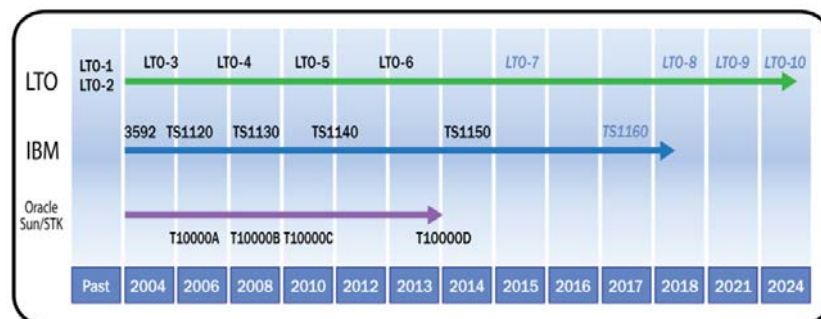 LTO-1
LTO-2
LTO-3 LTO-4 LTO-5 LTO-6 LTO-7 LTO-8 LTO-9 LTO-10
LTO
3592 TS1120 TS1130 TS1140 TS1150 TS1160
IBM
Oracle
Sun/STK
T10000A T10000B T10000C T10000D
Past 2004 2006 2008 2010 2012 2013 2014 2015 2016 2017 2018 2021 2024